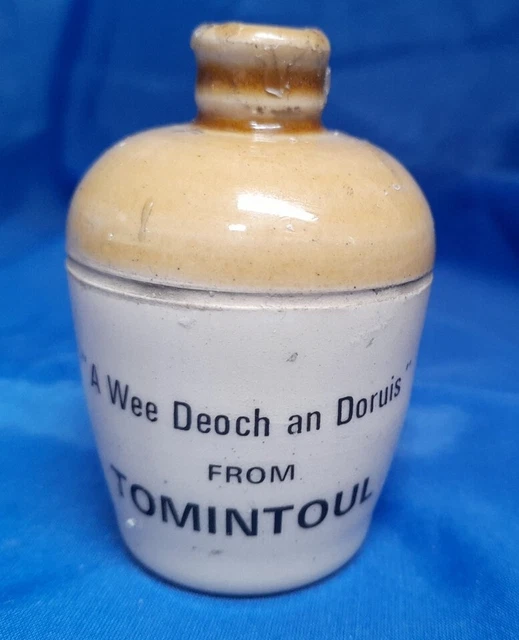 "A Wee Deoch an Doruis"
FROM
TOMINTOUL